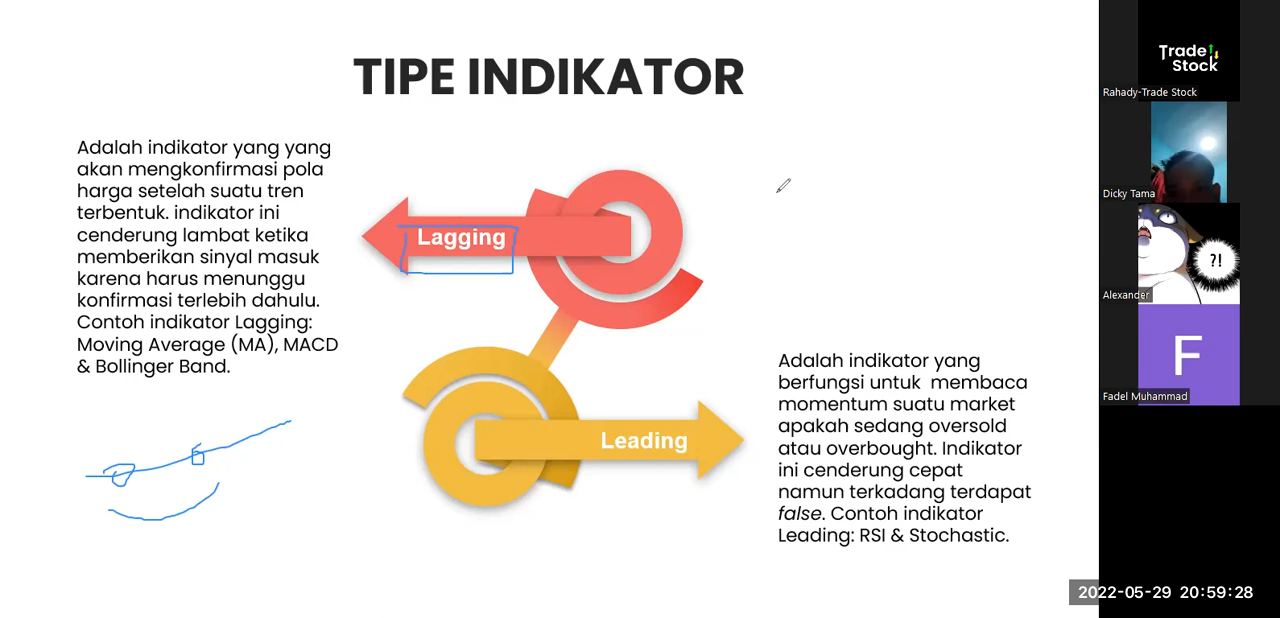 TIPE INDIKATOR
Adalah indikator yang yang
akan mengkonfirmasi pola
harga setelah suatu tren
terbentuk. indikator ini
cenderung lambat ketika
memberikan sinyal masuk
karena harus menunggu
konfirmasi terlebih dahulu.
Contoh indikator Lagging:
Moving Average (MA), MACD
& Bollinger Band.
Lagging
Leading
Adalah indikator yang
berfungsi untuk membaca
momentum suatu market
apakah sedang oversold
atau overbought. Indikator
ini cenderung cepat
namun terkadang terdapat
false. Contoh indikator
Leading: RSI & Stochastic.
Trade
Stock
Rahady-Trade Stock
Dicky Tama
?!
Alexander
F
Fadel Muhammad
2022-05-29 20:59:28